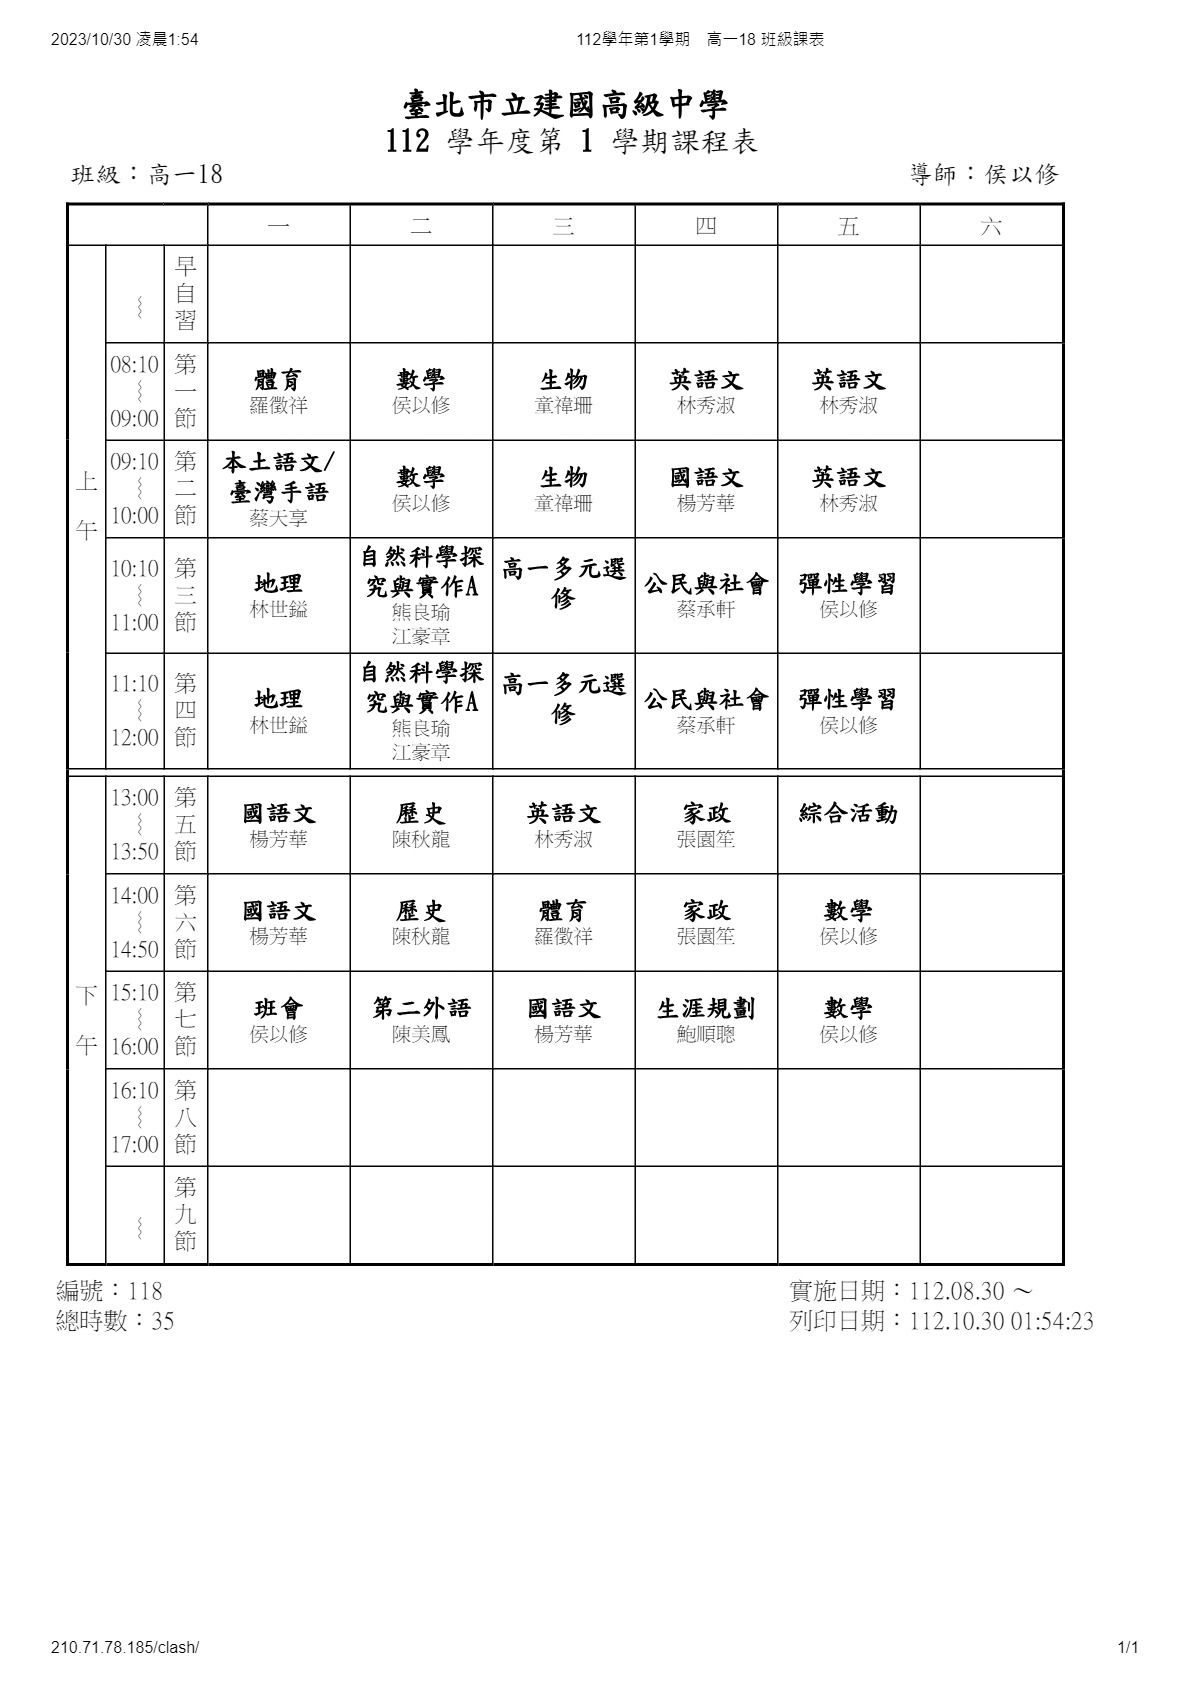 2023/10/30 凌晨1:54
112學年第1學期　高一18 班級課表
臺北市立建國高級中學
112 學年度第 1 學期課程表
班級：高一18
導師：侯以修
一 二 三 四 五 六
上午
～ 早自習
08:10～09:00 第一節
體育 數學 生物 英語文 英語文
羅徵祥 侯以修 童禕珊 林秀淑 林秀淑
09:10～10:00 第二節
本土語文/臺灣手語 數學 生物 國語文 英語文
蔡天享 侯以修 童禕珊 楊芳華 林秀淑
10:10～11:00 第三節
地理 自然科學探究與實作A 高一多元選修 公民與社會 彈性學習
林世鎰 熊良瑜 江豪章 蔡承軒 侯以修
11:10～12:00 第四節
地理 自然科學探究與實作A 高一多元選修 公民與社會 彈性學習
林世鎰 熊良瑜 江豪章 蔡承軒 侯以修
下午
13:00～13:50 第五節
國語文 歷史 英語文 家政 綜合活動
楊芳華 陳秋龍 林秀淑 張園笙
14:00～14:50 第六節
國語文 歷史 體育 家政 數學
楊芳華 陳秋龍 羅徵祥 張園笙 侯以修
15:10～16:00 第七節
班會 第二外語 國語文 生涯規劃 數學
侯以修 陳美鳳 楊芳華 鮑順聰 侯以修
16:10～17:00 第八節
～ 第九節
編號：118
總時數：35
實施日期：112.08.30 ～
列印日期：112.10.30 01:54:23
210.71.78.185/clash/
1/1